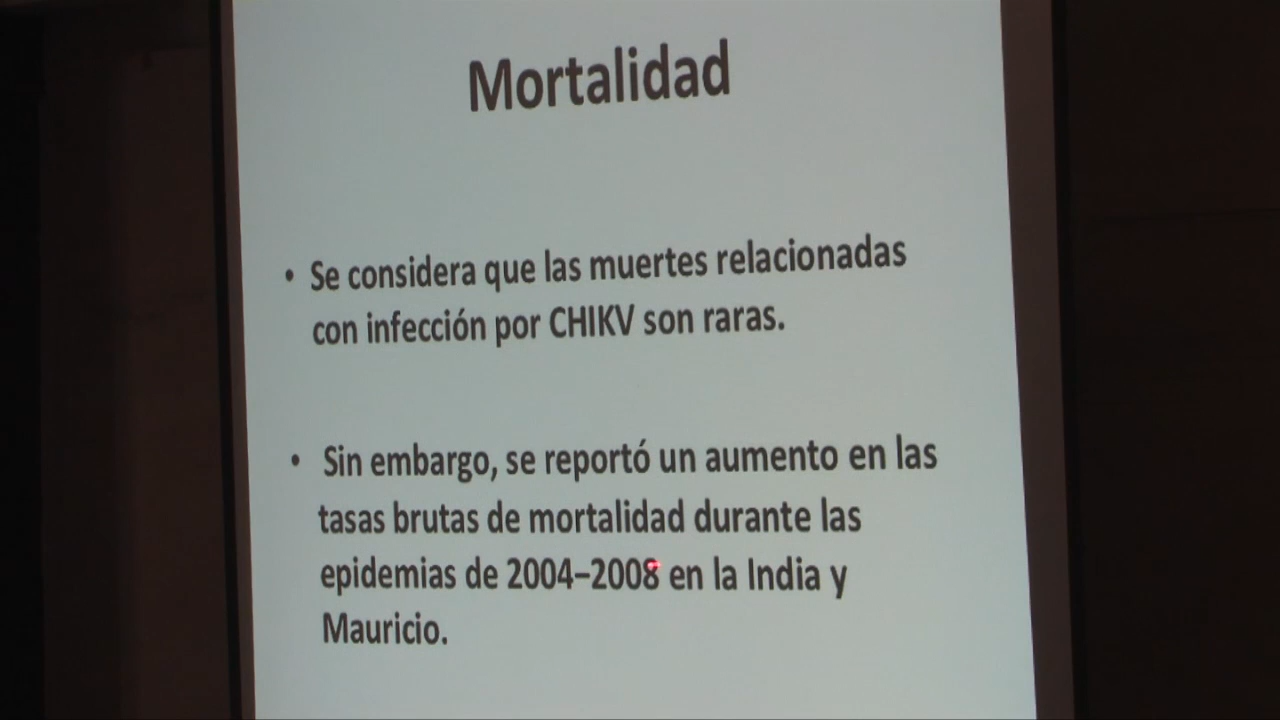 Mortalidad
• Se considera que las muertes relacionadas
con infección por CHIKV son raras.
• Sin embargo, se reportó un aumento en las
tasas brutas de mortalidad durante las
epidemias de 2004–2008 en la India y
Mauricio.